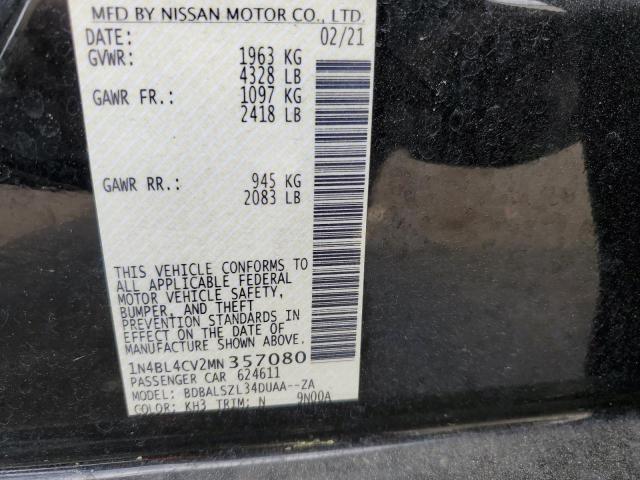 MFD BY NISSAN MOTOR CO., LTD.
DATE: 02/21
GVWR: 1963 KG
4328 LB
GAWR FR.: 1097 KG
2418 LB
GAWR RR.: 945 KG
2083 LB
THIS VEHICLE CONFORMS TO
ALL APPLICABLE FEDERAL
MOTOR VEHICLE SAFETY,
BUMPER, AND THEFT
PREVENTION STANDARDS IN
EFFECT ON THE DATE OF
MANUFACTURE SHOWN ABOVE.
1N4BL4CV2MN357080
PASSENGER CAR 624611
MODEL: BDBALSZL34DUAA--ZA
COLOR: KH3 TRIM: N 9N00A